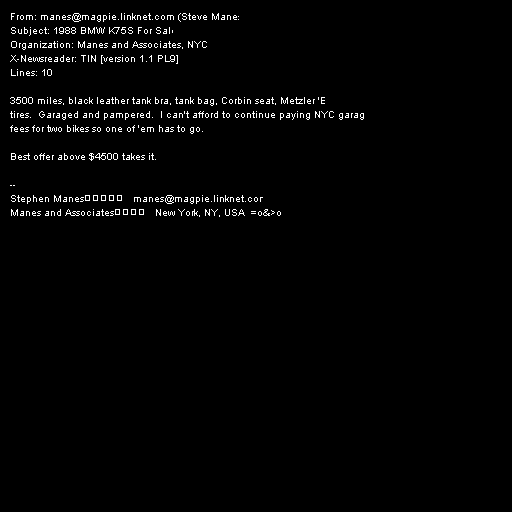 From: manes@magpie.linknet.com (Steve Manes
Subject: 1988 BMW K75S For Sale
Organization: Manes and Associates, NYC
X-Newsreader: TIN [version 1.1 PL9]
Lines: 10
3500 miles, black leather tank bra, tank bag, Corbin seat, Metzler 'E
tires.  Garaged and pampered.  I can't afford to continue paying NYC garag
fees for two bikes so one of 'em has to go.
Best offer above $4500 takes it.
--
Stephen Manes□□□□□   manes@magpie.linknet.cor
Manes and Associates□□□□   New York, NY, USA  =o&>o